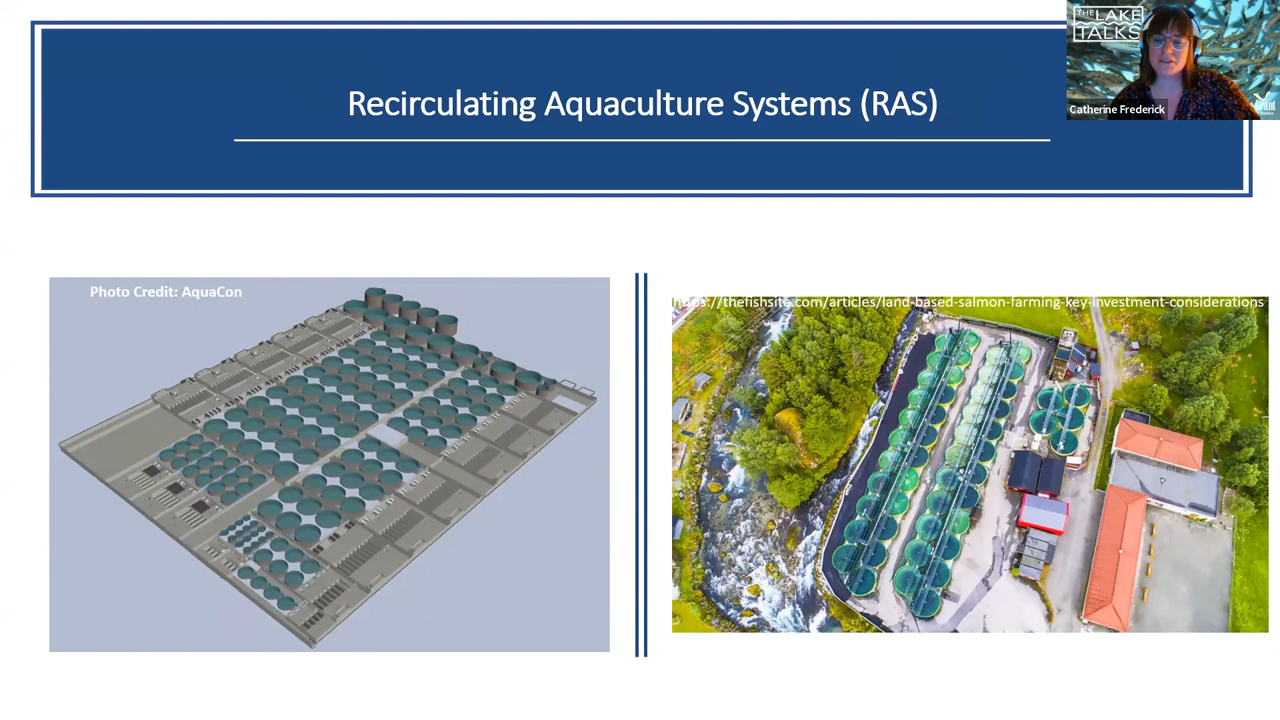 THE LAKE
TALKS
Catherine Frederick
Recirculating Aquaculture Systems (RAS)
Photo Credit: AquaCon
https://thefishsite.com/articles/land-based-salmon-farming-key-investment-considerations